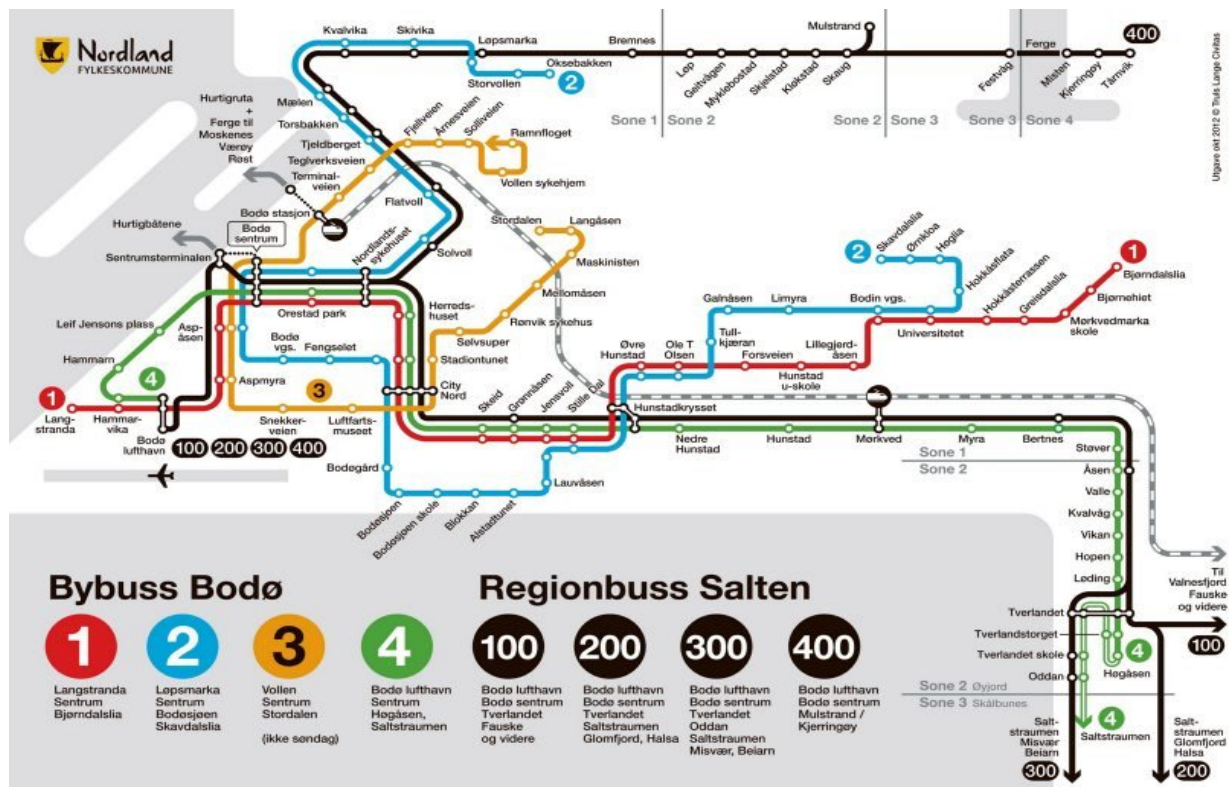 Nordland
FYLKESKOMMUNE
Kvalvika
Skivika
Løpsmarka
Bremnes
Mulstrand
400
Ferge
Oksebakken
Storvollen
2
Løp
Geitvågen
Myklebostad
Skjelstad
Kløkstad
Skaug
Festvåg
Misten
Kjerringøy
Tårnvik
Sone 1
Sone 2
Sone 2
Sone 3
Sone 3
Sone 4
Utgave okt 2012 © Truls Lange Civitas
Hurtigruta
+
Ferge til
Moskenes
Værøy
Røst
Mælen
Torsbakken
Tjeldberget
Teglverksveien
Terminal-
veien
Bodø stasjon
Fjellveien
Arnesveien
Solliveien
Ramnfloget
Vollen sykehjem
Flatvoll
Solvoll
Hurtigbåtene
Sentrumsterminalen
Bodø
sentrum
Nordlands-
sykehuset
Stordalen
Langåsen
Maskinisten
Mellomåsen
Rønvik sykehus
Sølvsuper
Stadiontunet
Herreds-
huset
Orestad park
Leif Jensons plass
Asp-
åsen
Hammarn
4
1
Lang-
stranda
Hammar-
vika
Bodø
lufthavn
100
200
300
400
Bodø
vgs.
Fengselet
Aspmyra
3
Snekker-
veien
Luftfarts-
museet
City
Nord
Bodøgård
Bodøsjøen
Bodøsjøen skole
Blokkan
Alstadtunet
Lauvåsen
Skeid
Grønnåsen
Jensvoll
Stille Dal
Hunstadkrysset
Øvre
Hunstad
Ole T
Olsen
Tull-
kjæran
Galnåsen
Limyra
Bodin vgs.
2
Skavdalslia
Ørnkloa
Høglia
Hokkåsflata
Hokkåsterrassen
Greisdalslia
1
Bjørndalslia
Bjørnehiet
Mørkvedmarka
skole
Universitetet
Forsveien
Lillegjerd-
åsen
Hunstad
u-skole
Nedre
Hunstad
Hunstad
Mørkved
Myra
Bertnes
Støver
Sone 1
Sone 2
Åsen
Valle
Kvalvåg
Vikan
Hopen
Løding
Til
Valnesfjord
Fauske
og videre
100
Tverlandet
Tverlandstorget
Tverlandet skole
Oddan
4
Høgåsen
Sone 2 Øyjord
Sone 3 Skålbunes
4
Saltstraumen
Salt-
straumen
Misvær
Beiarn
300
Salt-
straumen
Glomfjord
Halsa
200
Bybuss Bodø
1
Langstranda
Sentrum
Bjørndalslia
2
Løpsmarka
Sentrum
Bodøsjøen
Skavdalslia
3
Vollen
Sentrum
Stordalen
(ikke søndag)
4
Bodø lufthavn
Sentrum
Høgåsen,
Saltstraumen
Regionbuss Salten
100
Bodø lufthavn
Bodø sentrum
Tverlandet
Fauske
og videre
200
Bodø lufthavn
Bodø sentrum
Tverlandet
Saltstraumen
Glomfjord, Halsa
300
Bodø lufthavn
Bodø sentrum
Tverlandet
Oddan
Saltstraumen
Misvær, Beiarn
400
Bodø lufthavn
Bodø sentrum
Mulstrand /
Kjerringøy